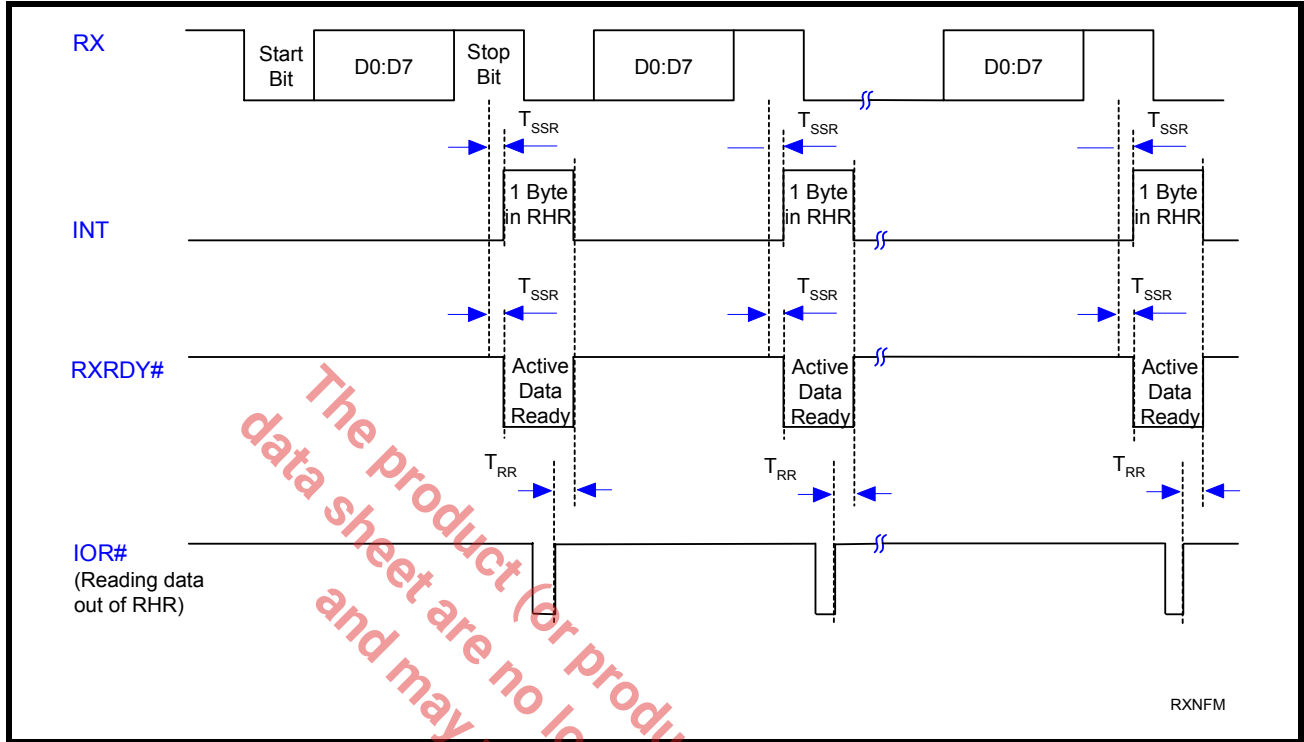 RX
Start
Bit
D0:D7
Stop
Bit
D0:D7
D0:D7
TSSR
TSSR
TSSR
INT
1 Byte
in RHR
1 Byte
in RHR
1 Byte
in RHR
TSSR
TSSR
TSSR
RXRDY#
Active
Data
Ready
Active
Data
Ready
Active
Data
Ready
TRR
TRR
TRR
IOR#
(Reading data
out of RHR)
The product (or produ
data sheet are no lo
and may
RXNFM